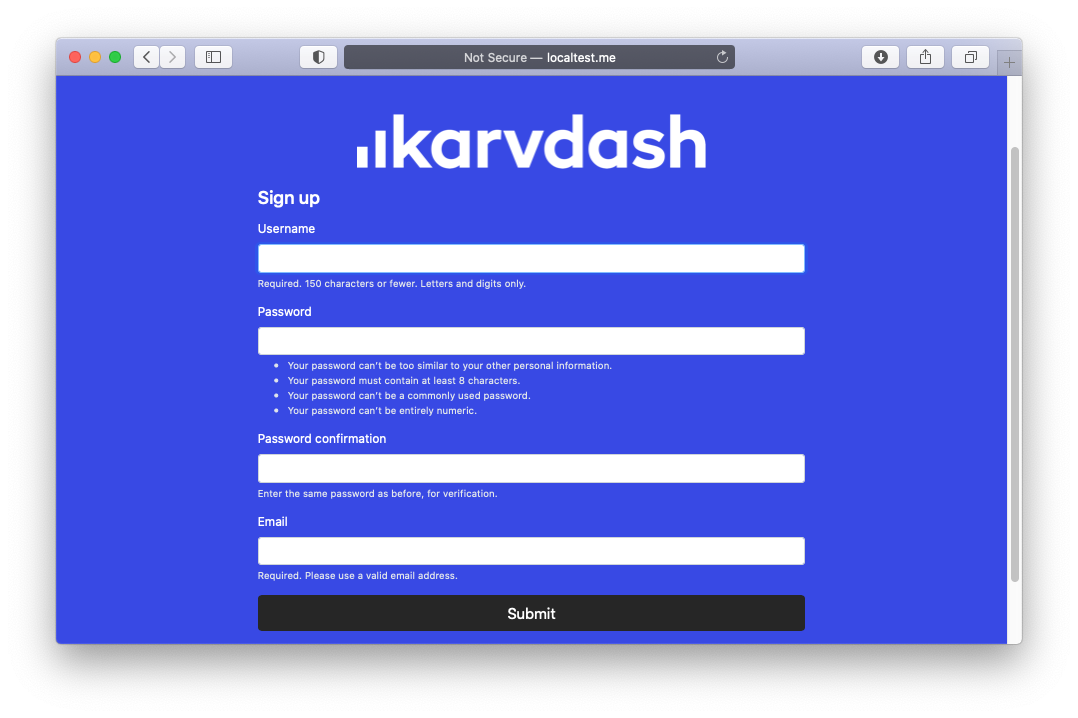 Not Secure — localtest.me
karvdash
Sign up
Username
Required. 150 characters or fewer. Letters and digits only.
Password
• Your password can't be too similar to your other personal information.
• Your password must contain at least 8 characters.
• Your password can't be a commonly used password.
• Your password can't be entirely numeric.
Password confirmation
Enter the same password as before, for verification.
Email
Required. Please use a valid email address.
Submit